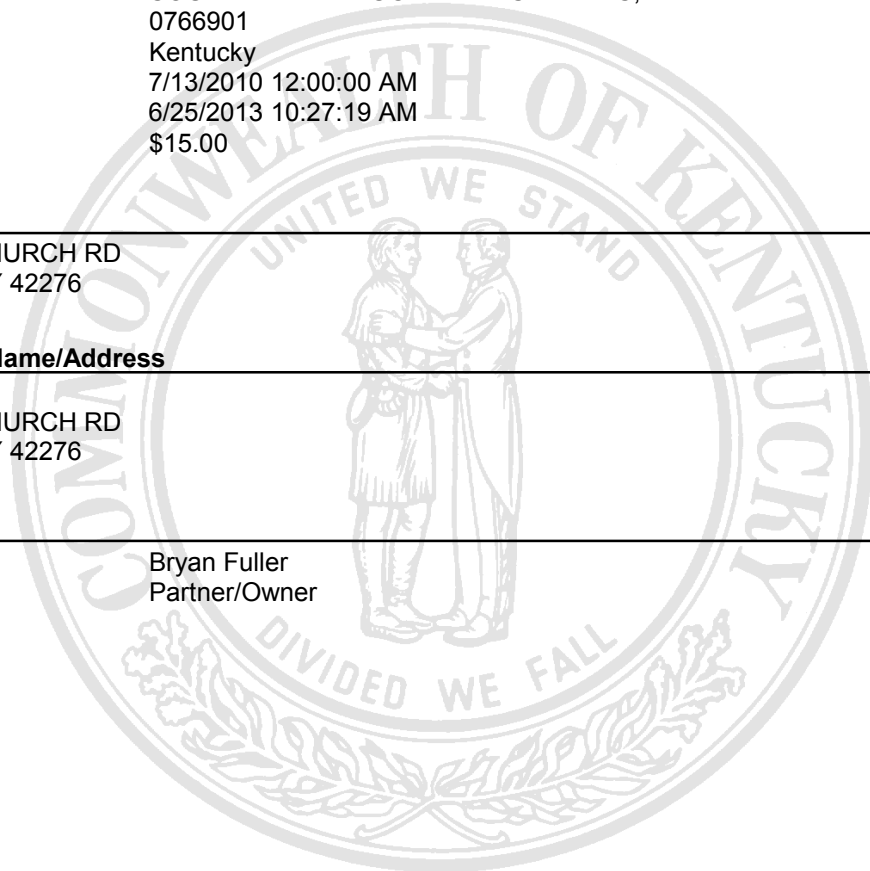 0766901
Kentucky
7/13/2010 12:00:00 AM
6/25/2013 10:27:19 AM
$15.00
COMMONWEALTH OF KENTUCKY
UNITED WE STAND
HURCH RD
42276
Name/Address
HURCH RD
42276
Bryan Fuller
Partner/Owner
DIVIDED WE FALL